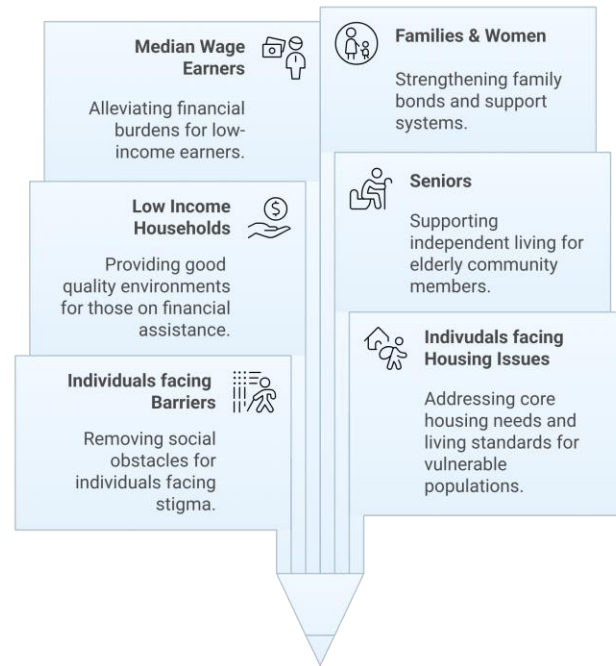 Median Wage
Earners
Alleviating financial
burdens for low-
income earners.
Families & Women
Strengthening family
bonds and support
systems.
Low Income
Households
Providing good
quality environments
for those on financial
assistance.
Seniors
Supporting
independent living for
elderly community
members.
Individuals facing
Barriers
Removing social
obstacles for
individuals facing
stigma.
Indivudals facing
Housing Issues
Addressing core
housing needs and
living standards for
vulnerable
populations.